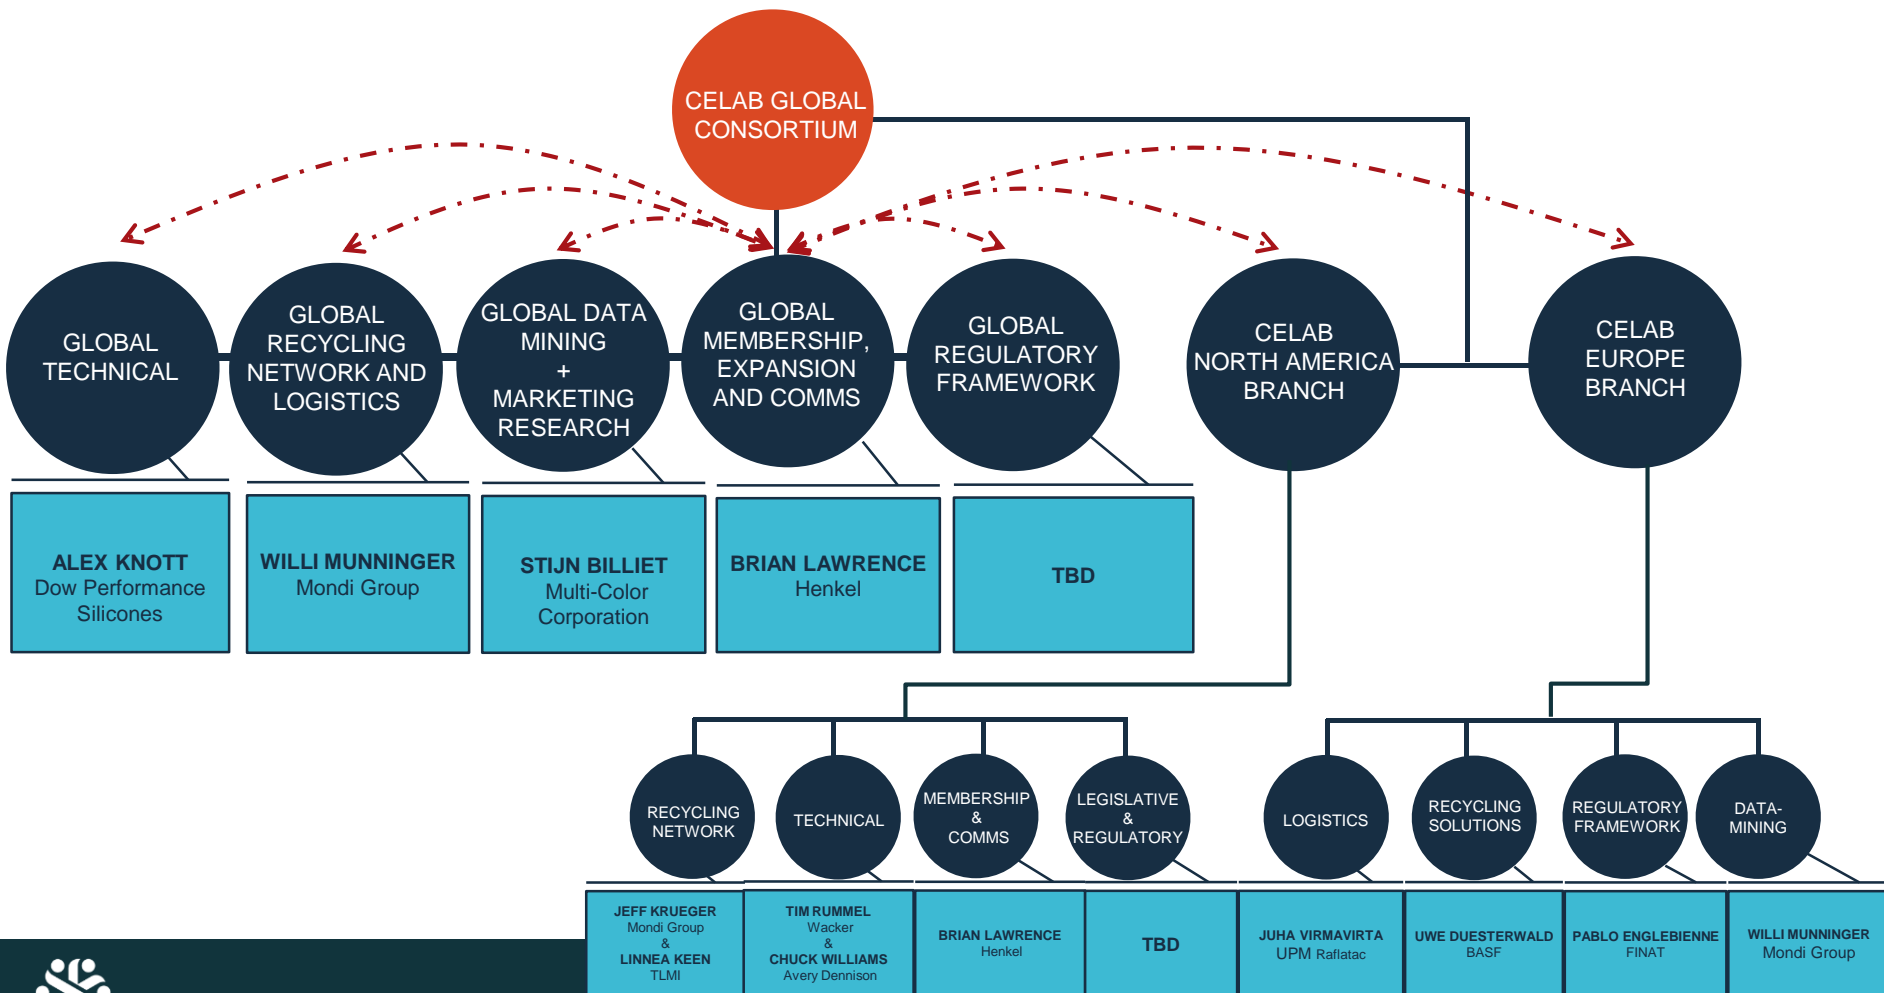 CELAB GLOBAL
CONSORTIUM
GLOBAL
TECHNICAL
GLOBAL
RECYCLING
NETWORK AND
LOGISTICS
GLOBAL DATA
MINING
+
MARKETING
RESEARCH
GLOBAL
MEMBERSHIP,
EXPANSION
AND COMMS
GLOBAL
REGULATORY
FRAMEWORK
CELAB
NORTH AMERICA
BRANCH
CELAB
EUROPE
BRANCH
ALEX KNOTT
Dow Performance
Silicones
WILLI MUNNINGER
Mondi Group
STIJN BILLIET
Multi-Color
Corporation
BRIAN LAWRENCE
Henkel
TBD
RECYCLING
NETWORK
TECHNICAL
MEMBERSHIP
&
COMMS
LEGISLATIVE
&
REGULATORY
LOGISTICS
RECYCLING
SOLUTIONS
REGULATORY
FRAMEWORK
DATA-
MINING
JEFF KRUEGER
Mondi Group
&
LINNEA KEEN
TLMI
TIM RUMMEL
Wacker
&
CHUCK WILLIAMS
Avery Dennison
BRIAN LAWRENCE
Henkel
TBD
JUHA VIRMAVIRTA
UPM Raflatac
UWE DUESTERWALD
BASF
PABLO ENGLEBIENNE
FINAT
WILLI MUNNINGER
Mondi Group